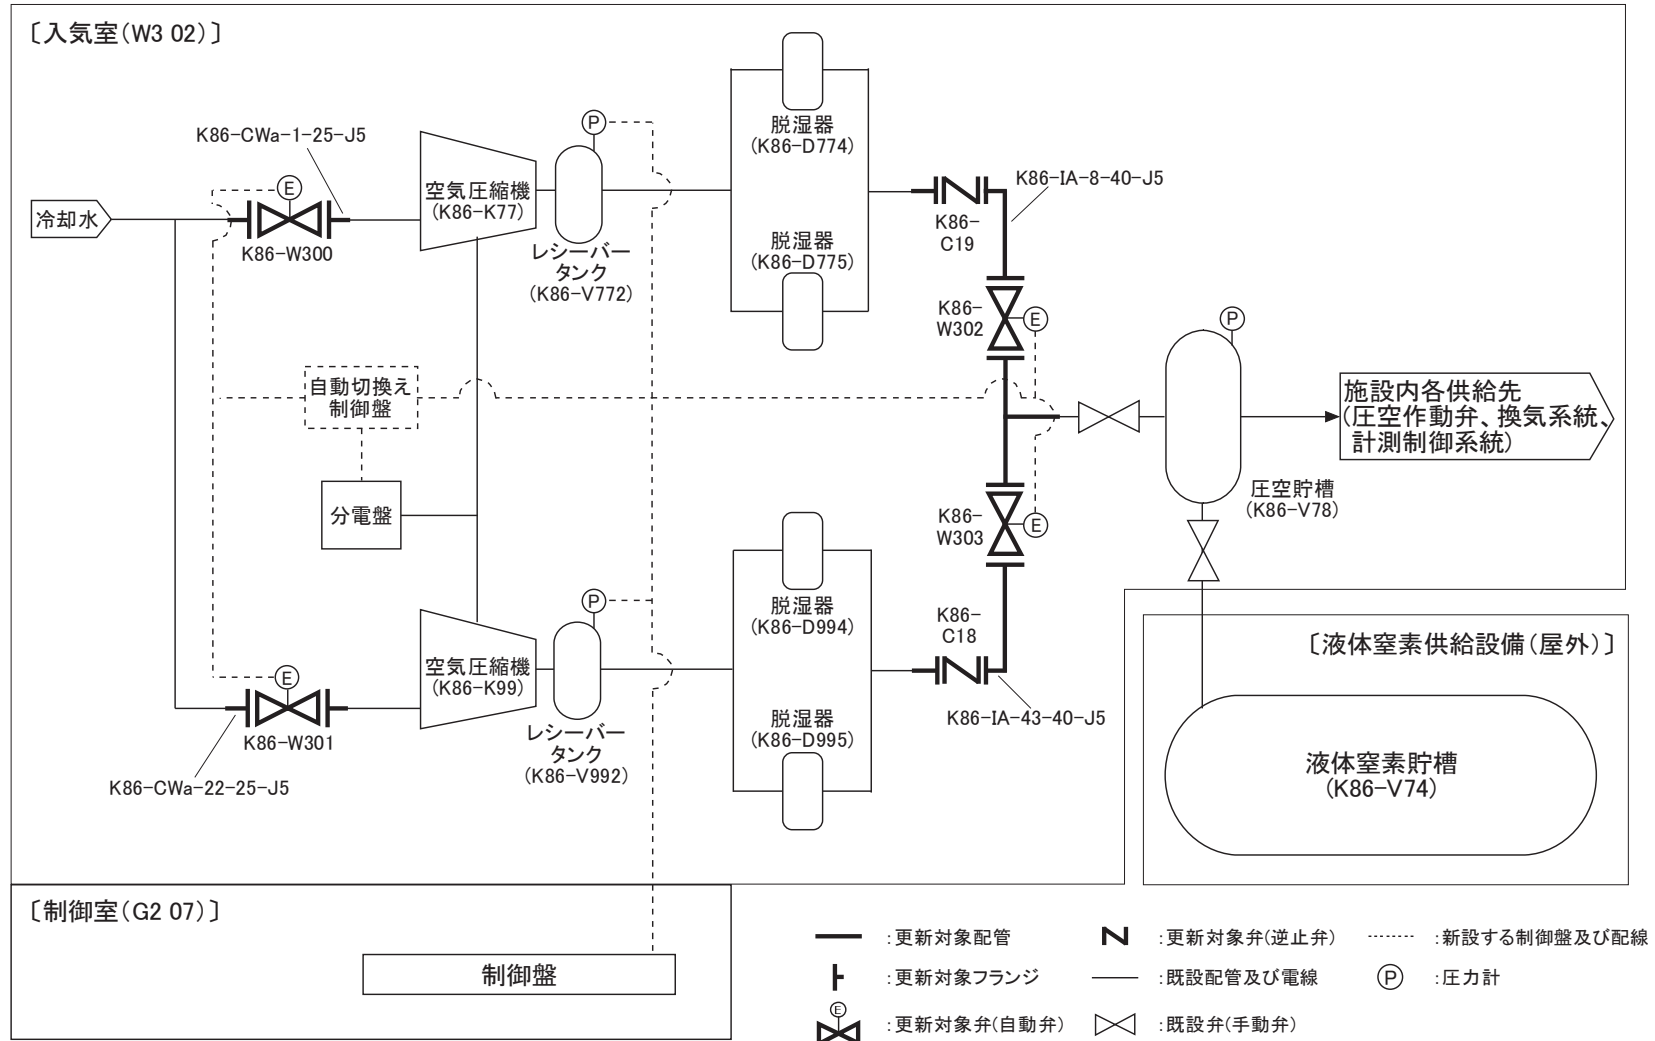 〔入気室(W3 02)〕
K86-CWa-1-25-J5
冷却水
E
K86-W300
空気圧縮機
(K86-K77)
P
レシーバー
タンク
(K86-V772)
脱湿器
(K86-D774)
脱湿器
(K86-D775)
K86-
C19
K86-IA-8-40-J5
K86-
W302
E
P
自動切換え
制御盤
分電盤
施設内各供給先
(圧空作動弁、換気系統、
計測制御系統)
圧空貯槽
(K86-V78)
K86-
W303
E
E
K86-W301
K86-CWa-22-25-J5
空気圧縮機
(K86-K99)
P
レシーバー
タンク
(K86-V992)
脱湿器
(K86-D994)
脱湿器
(K86-D995)
K86-
C18
K86-IA-43-40-J5
〔液体窒素供給設備(屋外)〕
液体窒素貯槽
(K86-V74)
〔制御室(G2 07)〕
制御盤
:更新対象配管
:更新対象弁(逆止弁)
:新設する制御盤及び配線
:更新対象フランジ
:既設配管及び電線
P
:圧力計
E
:更新対象弁(自動弁)
:既設弁(手動弁)